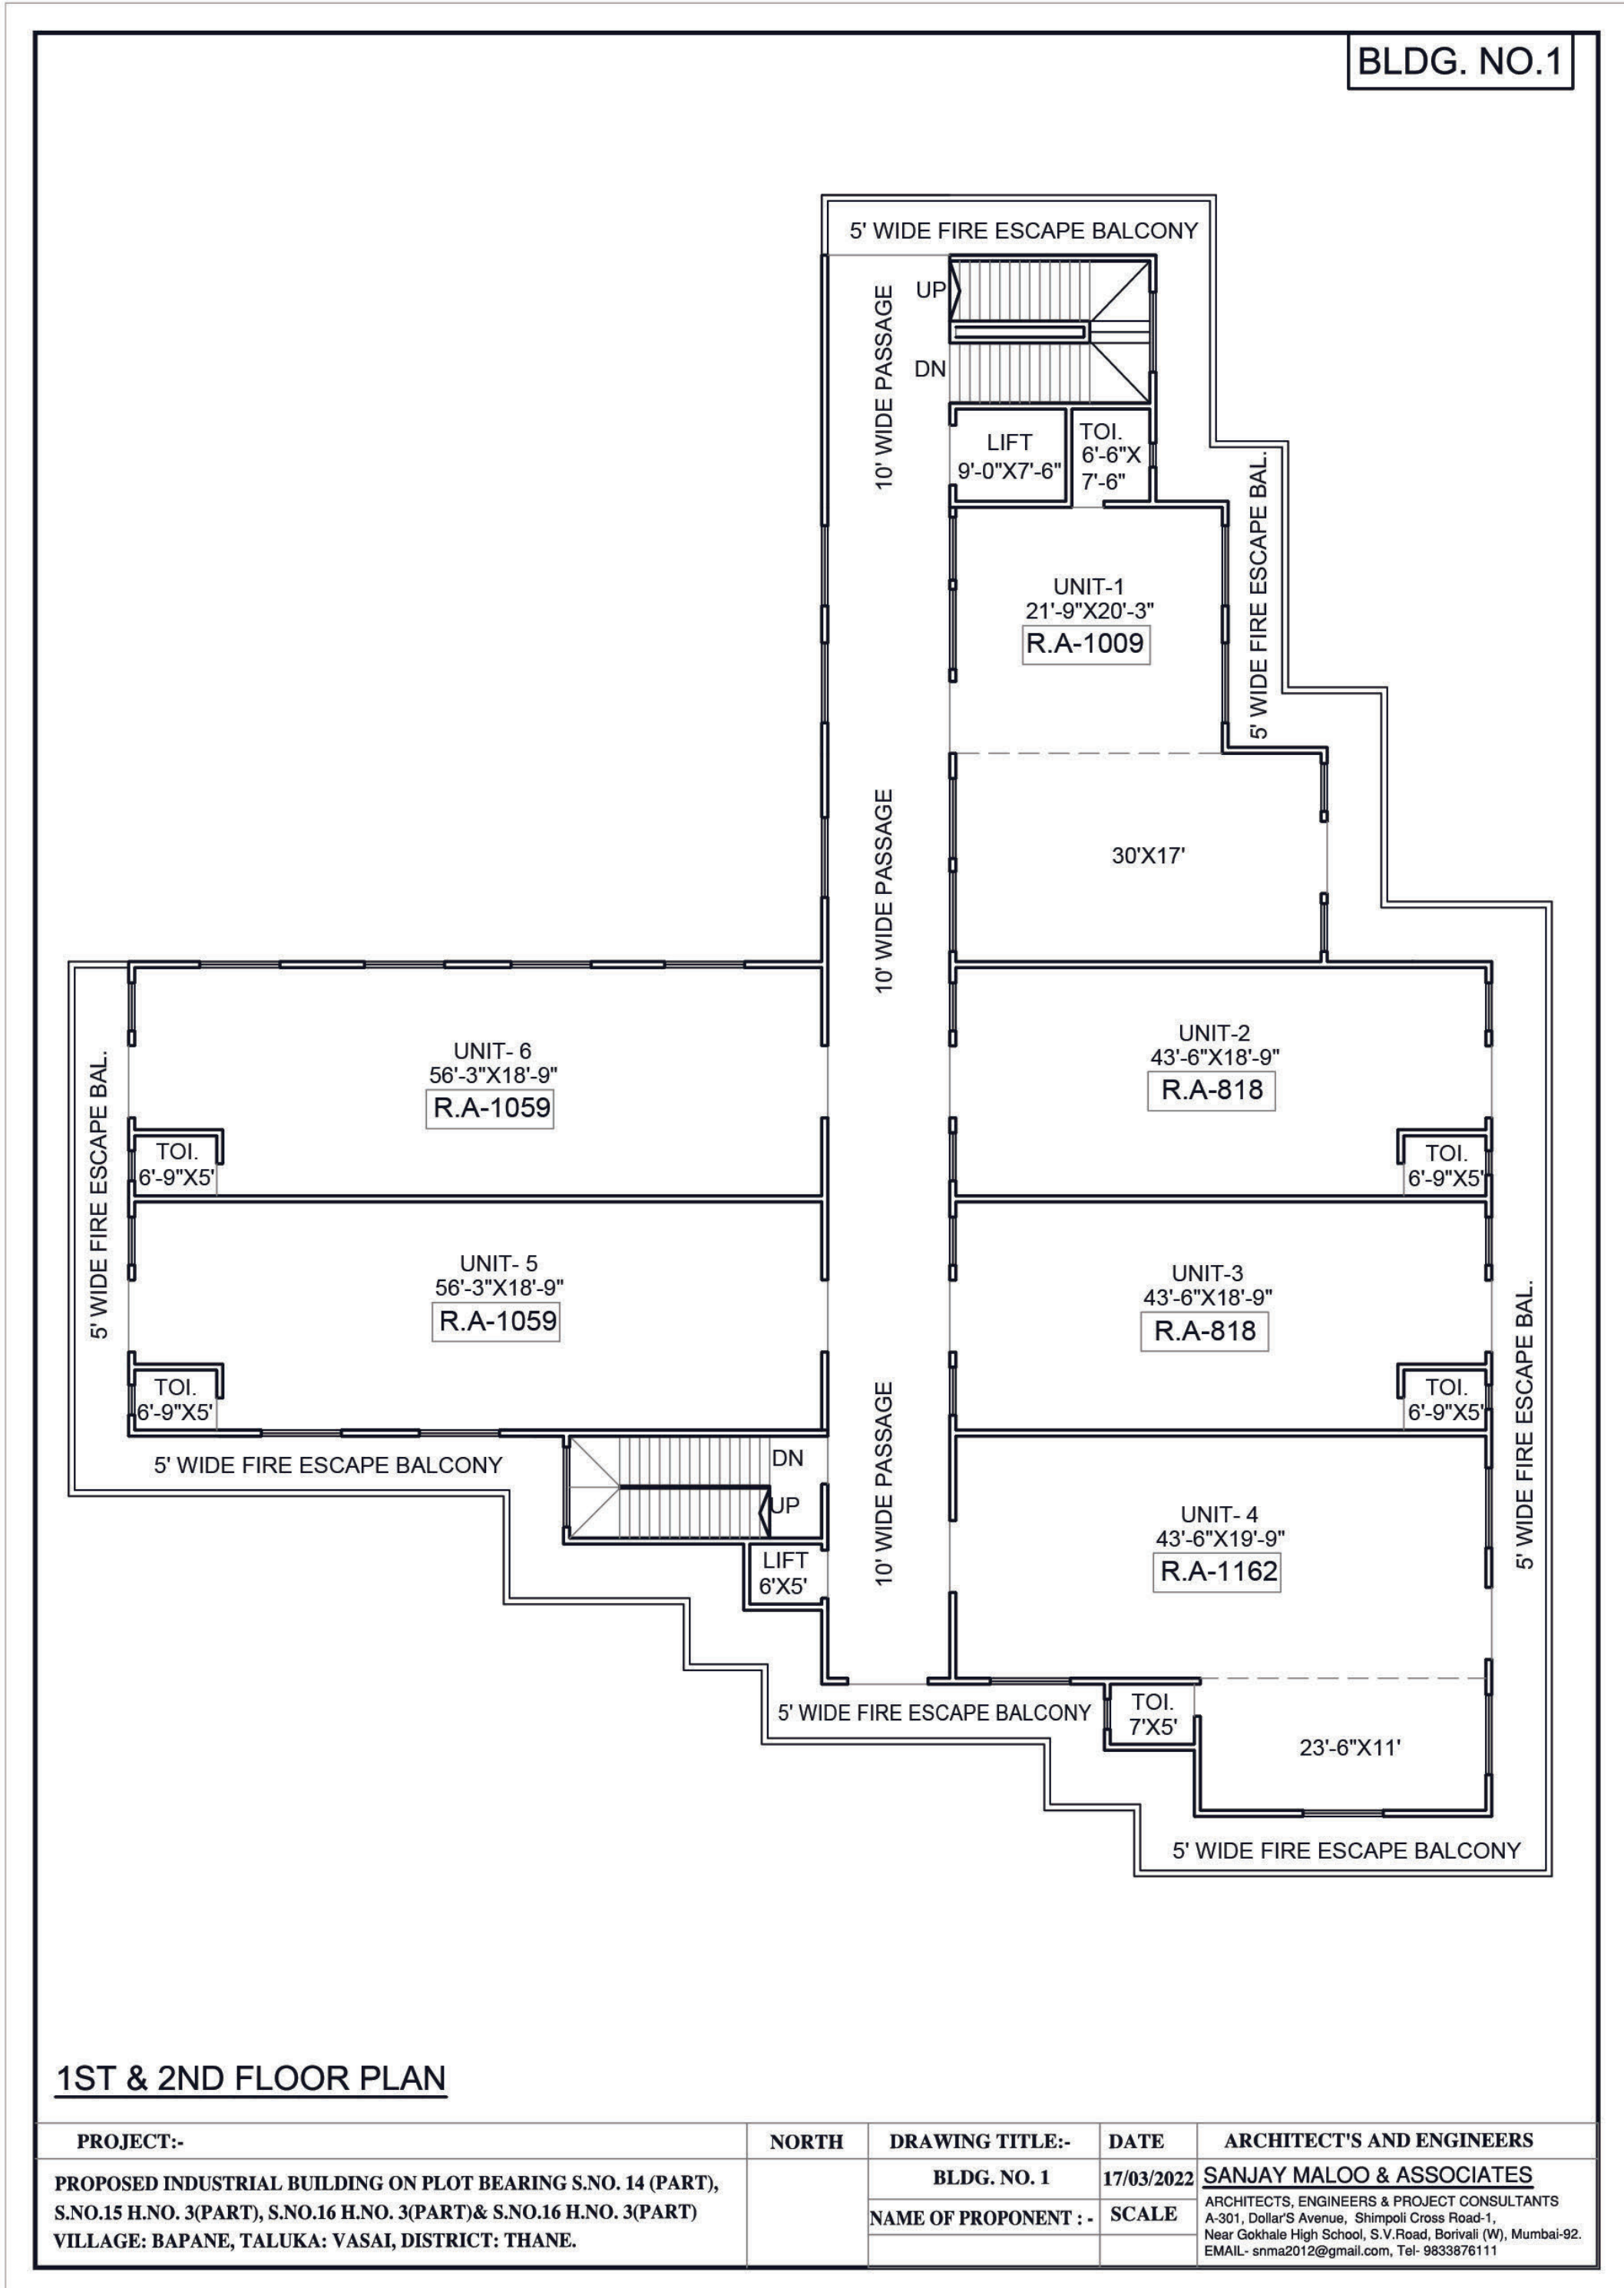 BLDG. NO.1
5' WIDE FIRE ESCAPE BALCONY
UP
DN
10' WIDE PASSAGE
LIFT
9'-0"X7'-6"
TOI.
6'-6"X
7'-6"
5' WIDE FIRE ESCAPE BAL.
UNIT-1
21'-9"X20'-3"
R.A-1009
10' WIDE PASSAGE
30'X17'
UNIT- 6
56'-3"X18'-9"
R.A-1059
TOI.
6'-9"X5'
UNIT-2
43'-6"X18'-9"
R.A-818
TOI.
6'-9"X5'
5' WIDE FIRE ESCAPE BAL.
UNIT- 5
56'-3"X18'-9"
R.A-1059
TOI.
6'-9"X5'
UNIT-3
43'-6"X18'-9"
R.A-818
TOI.
6'-9"X5'
5' WIDE FIRE ESCAPE BAL.
5' WIDE FIRE ESCAPE BALCONY
DN
UP
LIFT
6'X5'
10' WIDE PASSAGE
UNIT- 4
43'-6"X19'-9"
R.A-1162
5' WIDE FIRE ESCAPE BALCONY
TOI.
7'X5'
23'-6"X11'
5' WIDE FIRE ESCAPE BALCONY
1ST & 2ND FLOOR PLAN
PROJECT:-
PROPOSED INDUSTRIAL BUILDING ON PLOT BEARING S.NO. 14 (PART),
S.NO.15 H.NO. 3(PART), S.NO.16 H.NO. 3(PART)& S.NO.16 H.NO. 3(PART)
VILLAGE: BAPANE, TALUKA: VASAI, DISTRICT: THANE.
NORTH
DRAWING TITLE:-
BLDG. NO. 1
NAME OF PROPONENT : -
DATE
17/03/2022
SCALE
ARCHITECT'S AND ENGINEERS
SANJAY MALOO & ASSOCIATES
ARCHITECTS, ENGINEERS & PROJECT CONSULTANTS
A-301, Dollar'S Avenue, Shimpoli Cross Road-1,
Near Gokhale High School, S.V.Road, Borivali (W), Mumbai-92.
EMAIL- snma2012@gmail.com, Tel- 9833876111